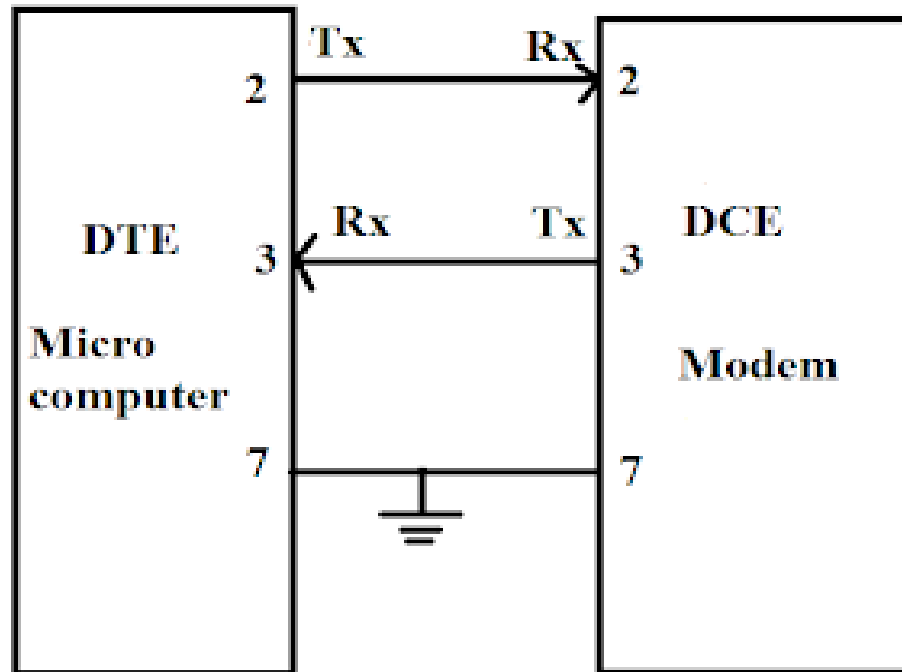 Tx Rx
2 2
DTE Rx Tx DCE
3 3
Micro
computer
Modem
7 7